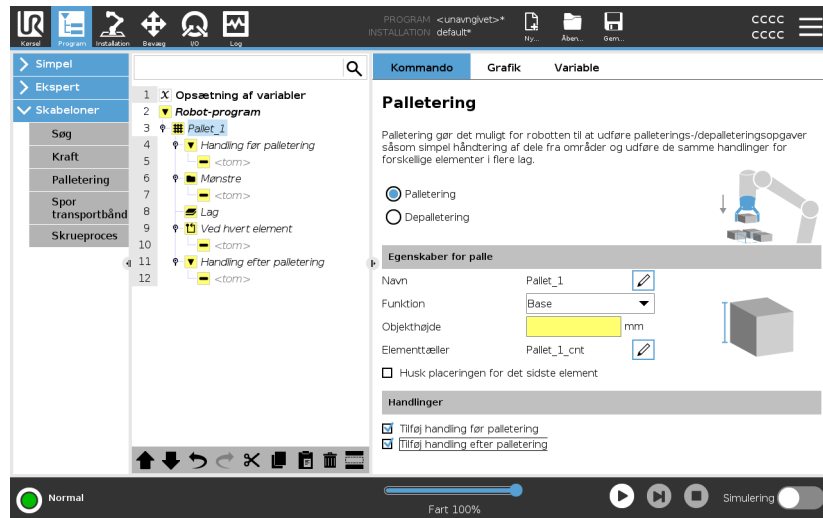 UR
PROGRAM <unavngivet>*
INSTALLATION default*
Kørsel
Program
Installation
Bevæg
I/O
Log
Ny...
Åben...
Gem...
CCCC
CCCC
Simpel
Ekspert
Skabeloner
Søg
Kraft
Palletering
Spor
transportbånd
Skrueproces
1 X Opsætning af variabler
2 Robot-program
3 Pallet_1
4 Handling før palletering
5 <tom>
6 Mønstre
7 <tom>
8 Lag
9 Ved hvert element
10 <tom>
11 Handling efter palletering
12 <tom>
Kommando
Grafik
Variable
Palletering
Palletering gør det muligt for robotten til at udføre palleterings-/depalleteringsopgaver
såsom simpel håndtering af dele fra områder og udføre de samme handlinger for
forskellige elementer i flere lag.
Palletering
Depalletering
Egenskaber for palle
Navn Pallet_1
Funktion Base
Objekthøjde mm
Elementtæller Pallet_1_cnt
Husk placeringen for det sidste element
Handlinger
Tilføj handling før palletering
Tilføj handling efter palletering
Normal
Fart 100%
Simulering